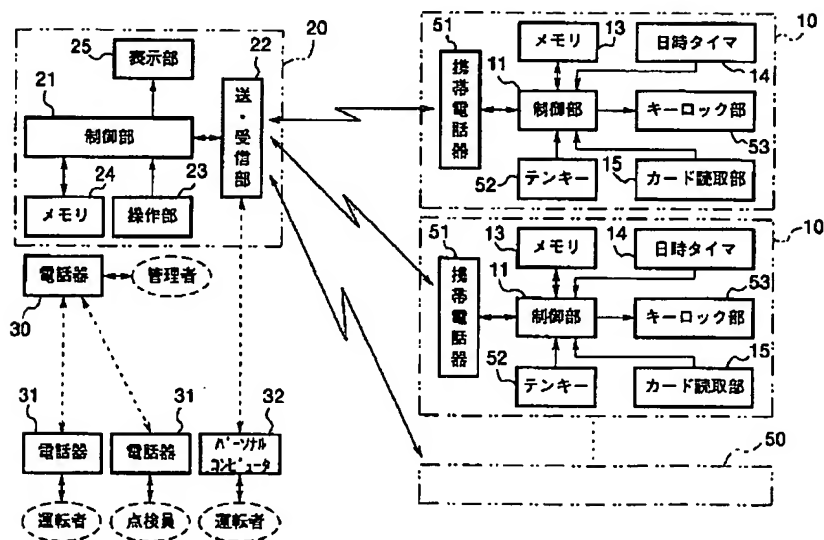 20
25
表示部
22
21
送・受信部
制御部
24
23
メモリ
操作部
電話器
管理者
30
31
31
32
電話器
電話器
パーソナル
コンピュータ
運転者
点検員
運転者
10
51
メモリ
13
日時タイマ
14
11
携帯電話器
制御部
キーロック部
53
52
15
テンキー
カード読取部
10
51
13
メモリ
14
日時タイマ
11
53
携帯電話器
制御部
キーロック部
52
15
テンキー
カード読取部
50